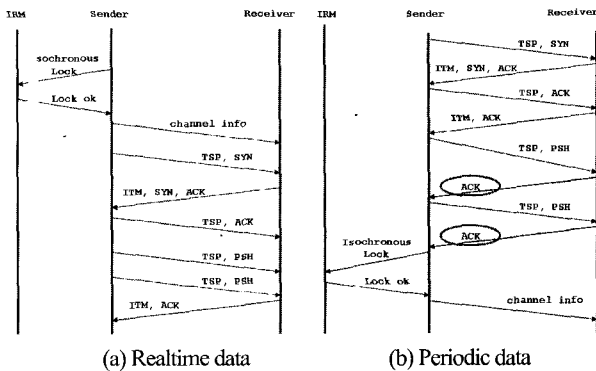 IRM Sender Receiver
sochronous
Lock
Lock ok
channel info
TSP, SYN
ITM, SYN, ACK
TSP, ACK
TSP, PSH
TSP, PSH
ITM, ACK
(a) Realtime data
IRM Sender Receiver
TSP, SYN
ITM, SYN, ACK
TSP, ACK
ITM, ACK
TSP, PSH
ACK
TSP, PSH
ACK
Isochronous
Lock
Lock ok
channel info
(b) Periodic data